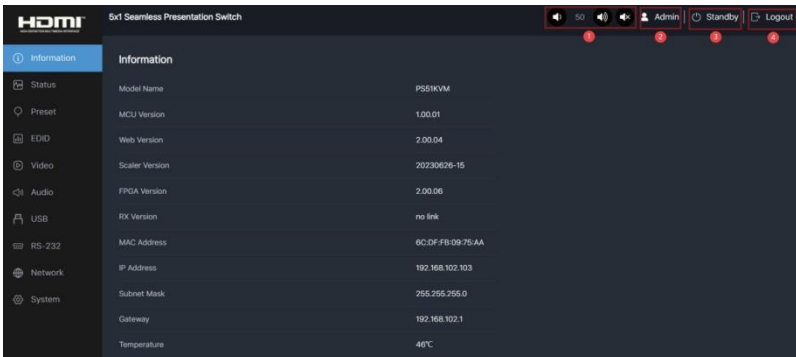 HDMI
HIGH-DEFINITION MULTIMEDIA INTERFACE
5x1 Seamless Presentation Switch
50
Admin
Standby
Logout
1
2
3
4
Information
Status
Preset
EDID
Video
Audio
USB
RS-232
Network
System
Information
Model Name PS51KVM
MCU Version 1.00.01
Web Version 2.00.04
Scaler Version 20230626-15
FPGA Version 2.00.06
RX Version no link
MAC Address 6C:DF:FB:09:75:AA
IP Address 192.168.102.103
Subnet Mask 255.255.255.0
Gateway 192.168.102.1
Temperature 46℃